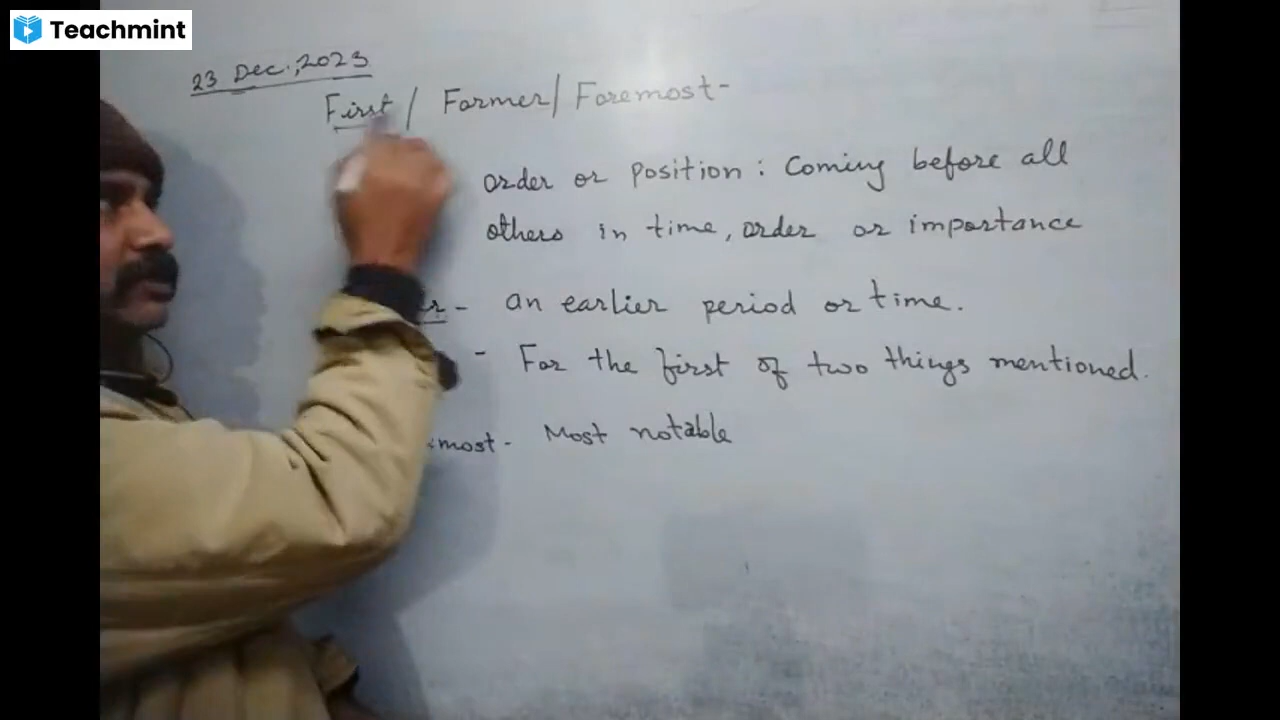 Teachmint
23 Dec., 2023
First / Former / Foremost-
order or position : Coming before all
others in time, order or importance
- an earlier period or time.
- For the first of two things mentioned.
most - Most notable